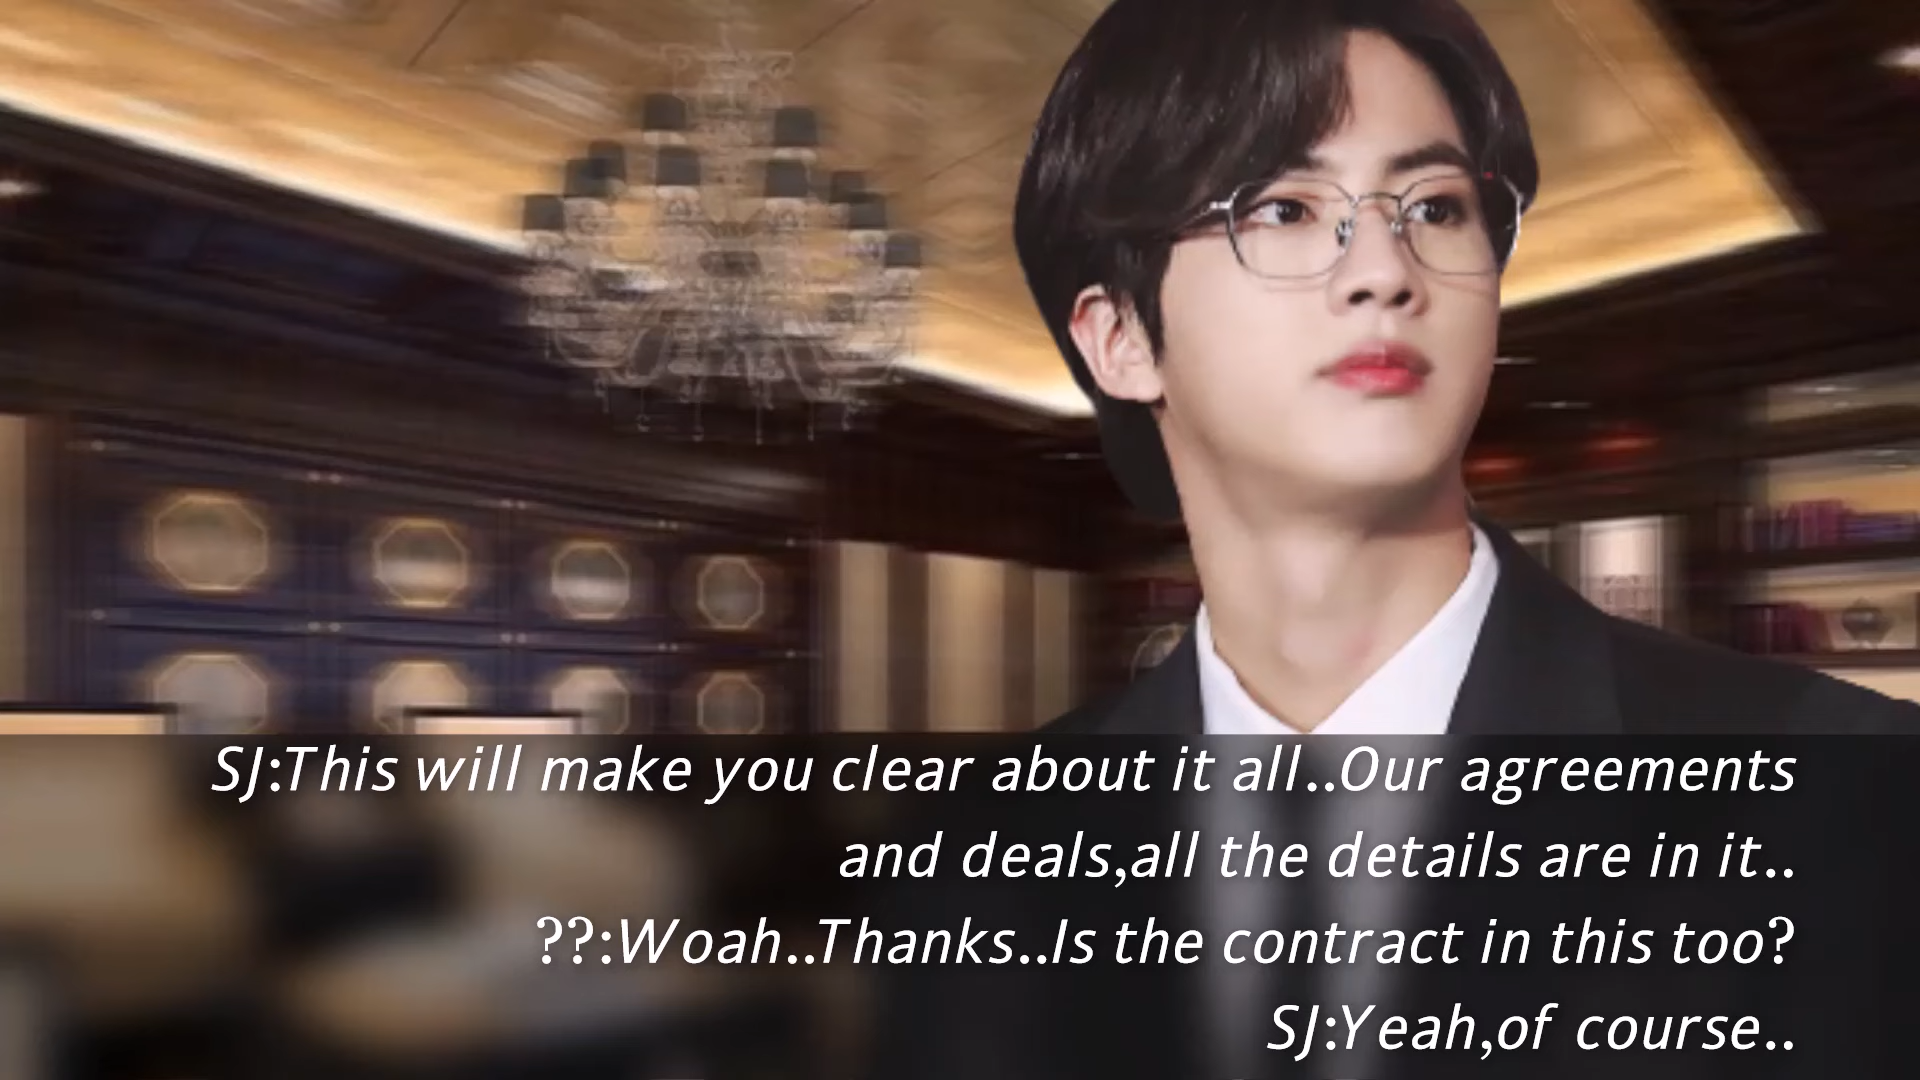 SJ:This will make you clear about it all..Our agreements
and deals,all the details are in it..
??:Woah..Thanks..Is the contract in this too?
SJ:Yeah,of course..